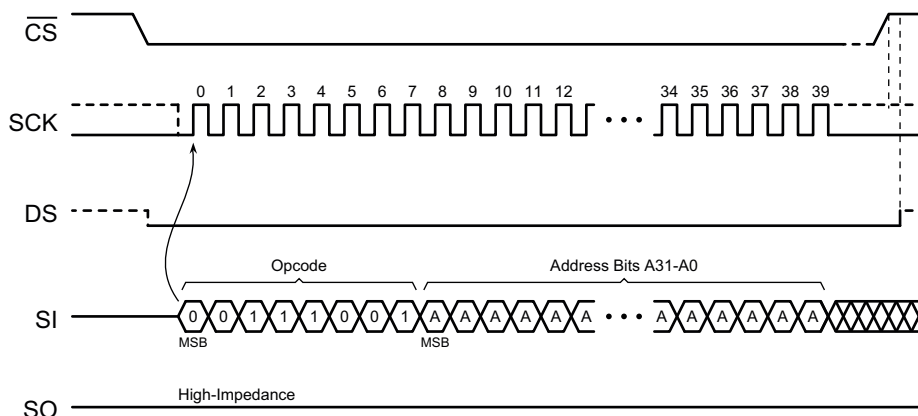 CS
0 1 2 3 4 5 6 7 8 9 10 11 12 34 35 36 37 38 39
SCK
DS
Opcode Address Bits A31-A0
SI 0 0 1 1 1 0 0 1 A A A A A A A A A A A A
MSB MSB
High-Impedance
SO